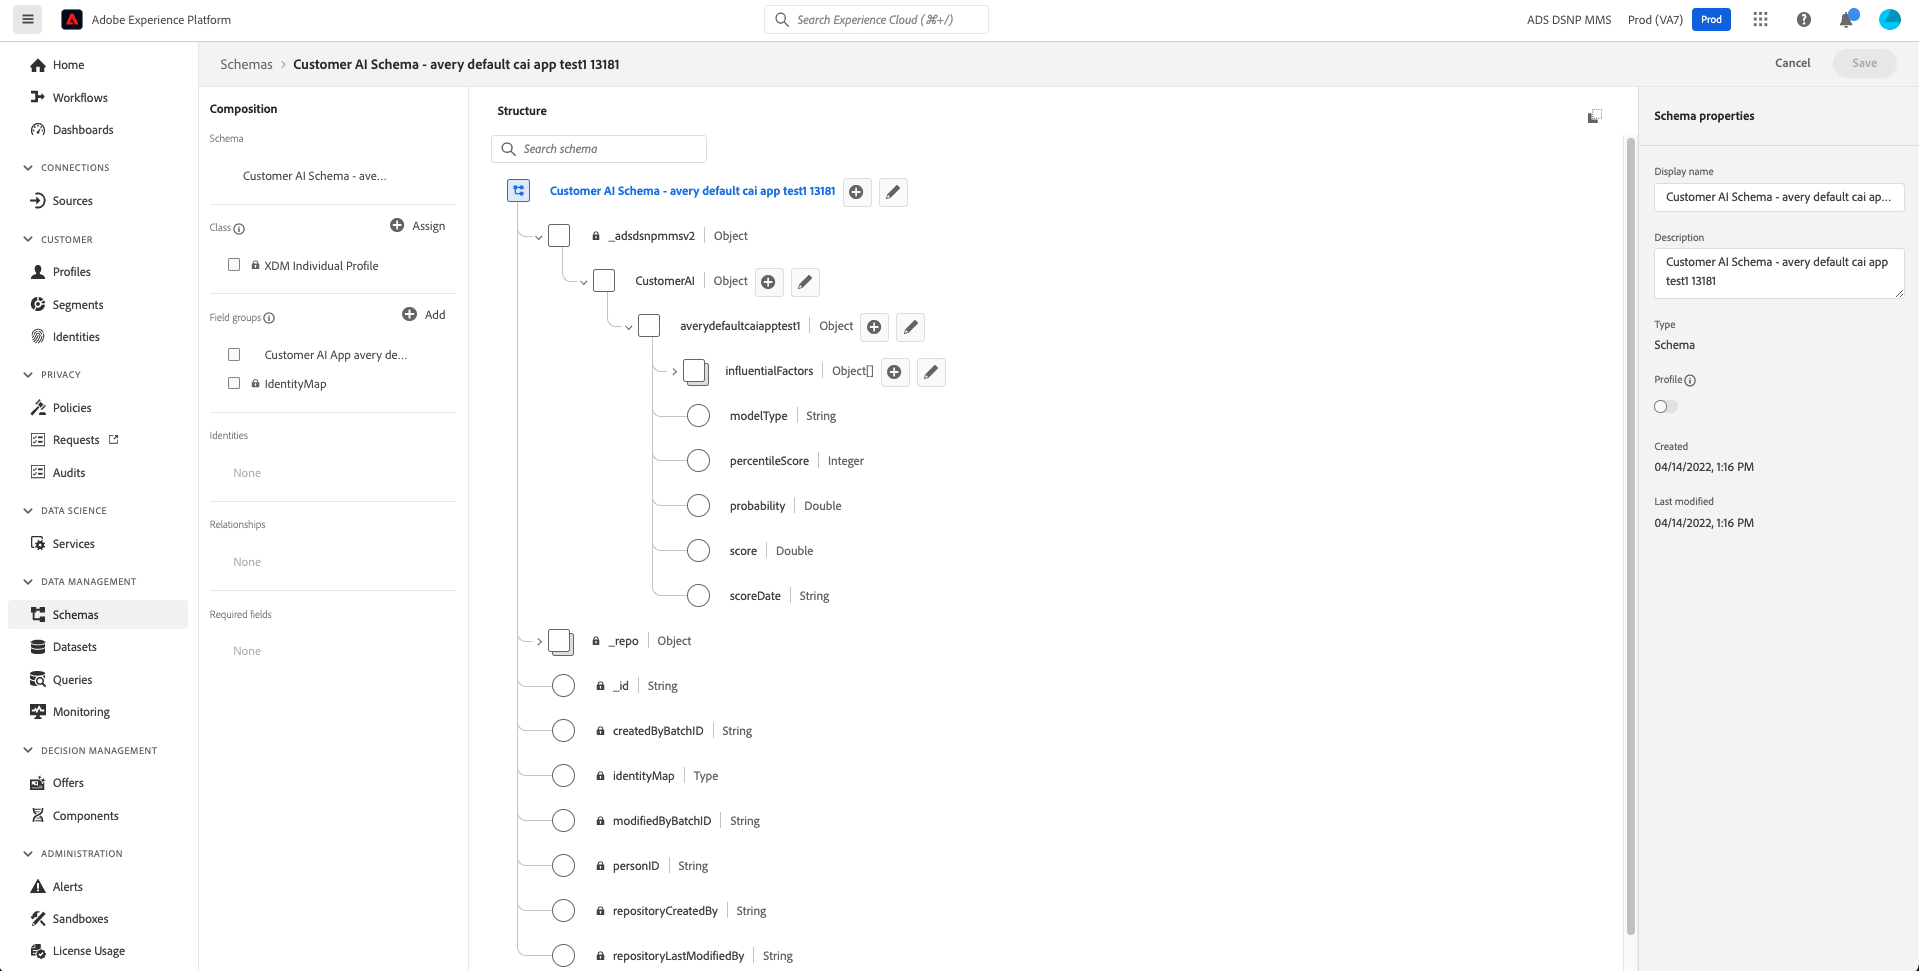 Adobe Experience Platform
Search Experience Cloud (⌘+/)
ADS DSNP MMS
Prod (VA7)
Prod
Home
Workflows
Dashboards
CONNECTIONS
Sources
CUSTOMER
Profiles
Segments
Identities
PRIVACY
Policies
Requests
Audits
DATA SCIENCE
Services
DATA MANAGEMENT
Schemas
Datasets
Queries
Monitoring
DECISION MANAGEMENT
Offers
Components
ADMINISTRATION
Alerts
Sandboxes
License Usage
Schemas > Customer AI Schema - avery default cai app test1 13181
Cancel
Save
Composition
Schema
Customer AI Schema - ave...
Class
Assign
XDM Individual Profile
Field groups
Add
Customer AI App avery de...
IdentityMap
Identities
None
Relationships
None
Required fields
None
Structure
Search schema
Customer AI Schema - avery default cai app test1 13181
_adsdsnpmmsv2 | Object
CustomerAI | Object
averydefaultcaiapptest1 | Object
influentialFactors | Object[]
modelType | String
percentileScore | Integer
probability | Double
score | Double
scoreDate | String
_repo | Object
_id | String
createdByBatchID | String
identityMap | Type
modifiedByBatchID | String
personID | String
repositoryCreatedBy | String
repositoryLastModifiedBy | String
Schema properties
Display name
Customer AI Schema - avery default cai ap...
Description
Customer AI Schema - avery default cai app
test1 13181
Type
Schema
Profile
Created
04/14/2022, 1:16 PM
Last modified
04/14/2022, 1:16 PM